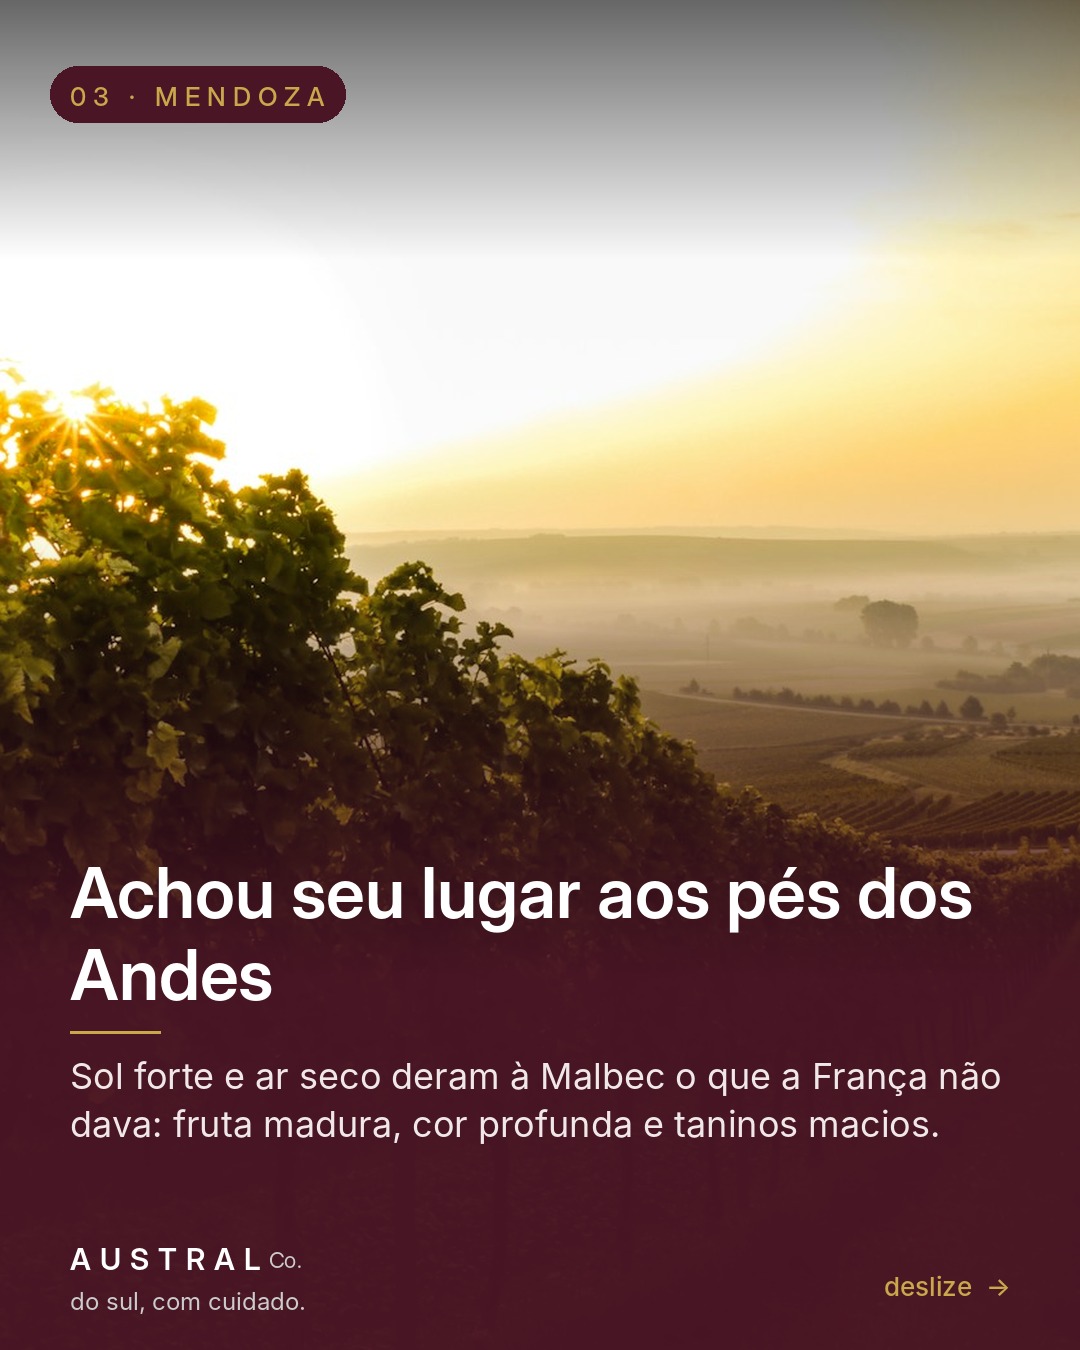 03 · MENDOZA
Achou seu lugar aos pés dos
Andes
Sol forte e ar seco deram à Malbec o que a França não
dava: fruta madura, cor profunda e taninos macios.
AUSTRAL Co.
do sul, com cuidado.
deslize →